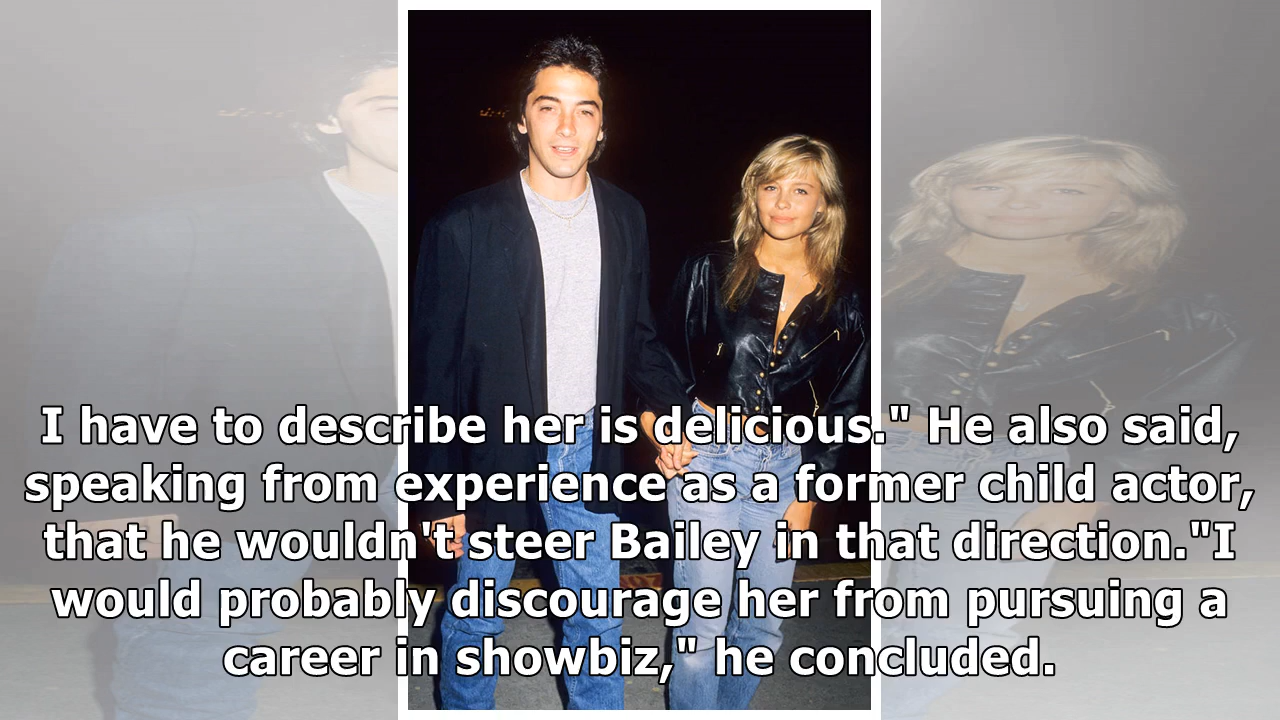 I have to describe her is delicious." He also said,
speaking from experience as a former child actor,
that he wouldn't steer Bailey in that direction."I
would probably discourage her from pursuing a
career in showbiz," he concluded.